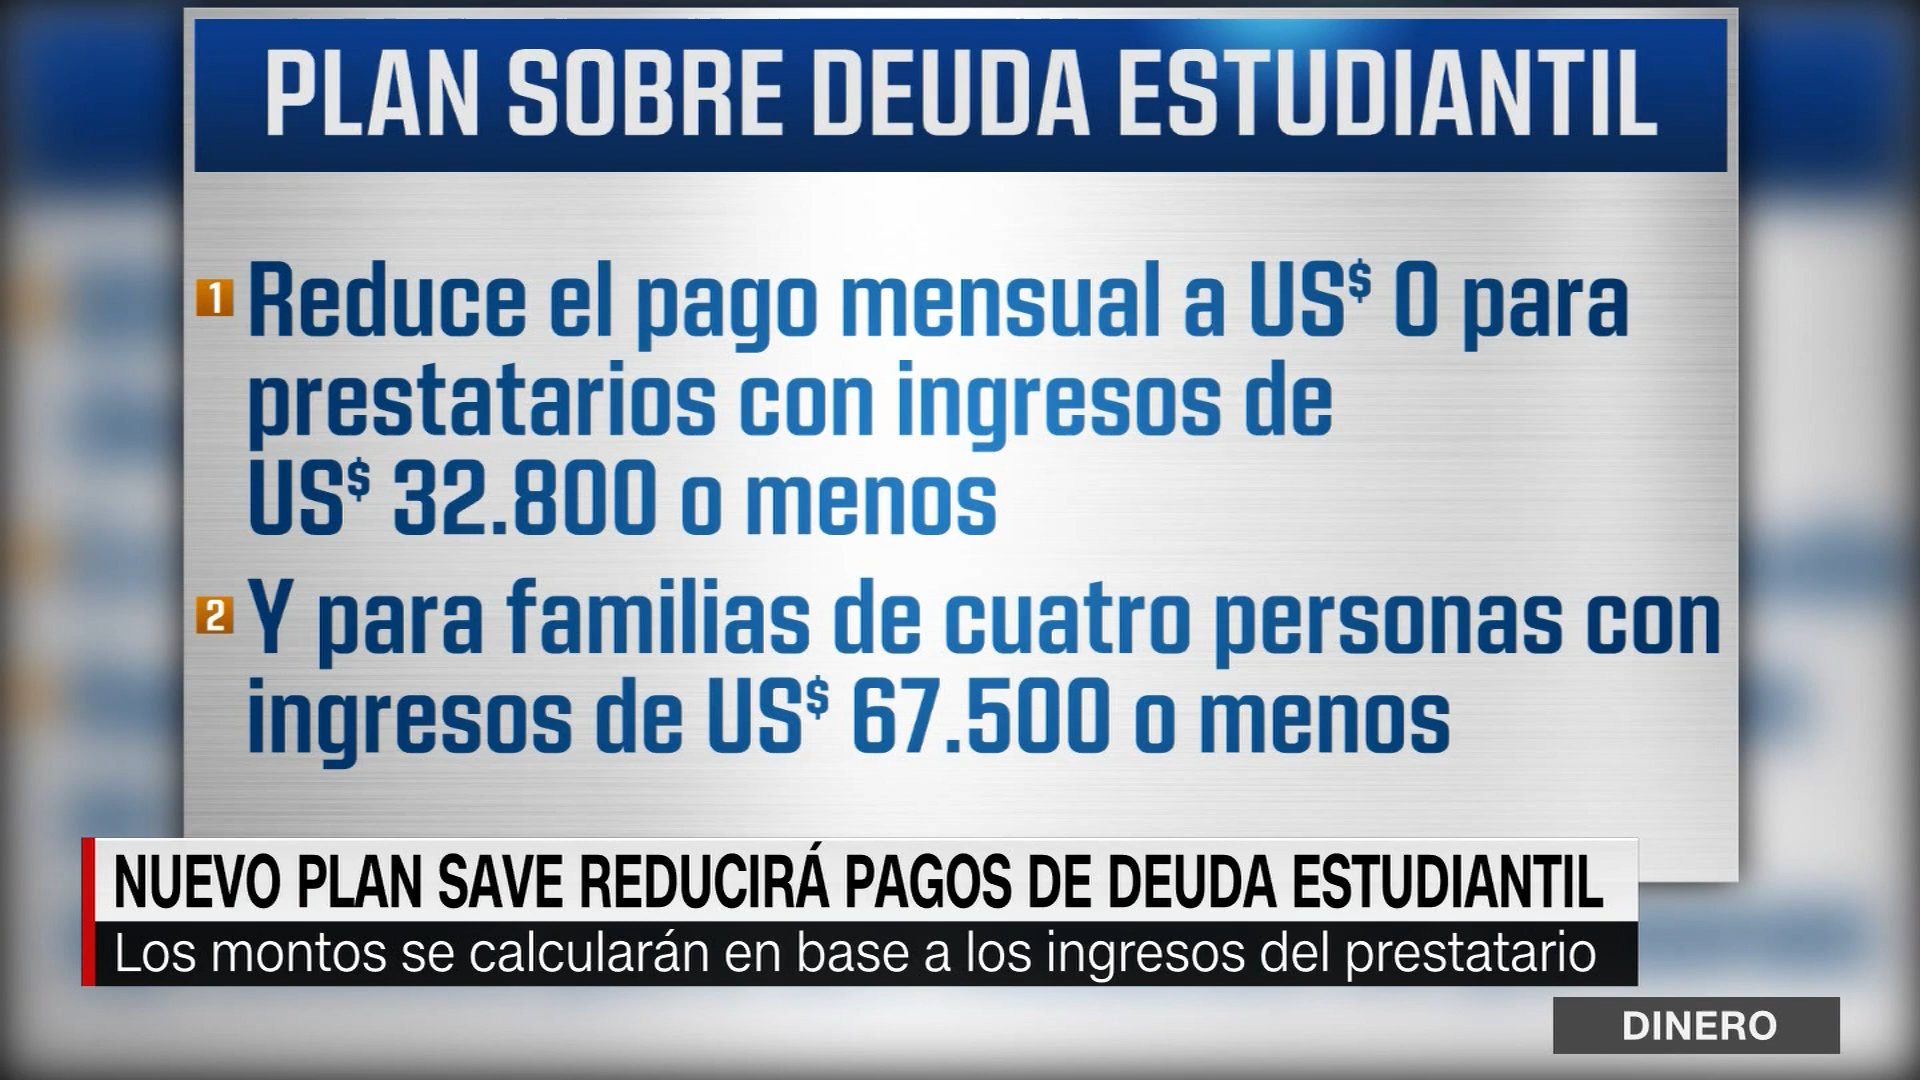 PLAN SOBRE DEUDA ESTUDIANTIL
1 Reduce el pago mensual a US$ 0 para
prestatarios con ingresos de
US$ 32.800 o menos
2 Y para familias de cuatro personas con
ingresos de US$ 67.500 o menos
NUEVO PLAN SAVE REDUCIRÁ PAGOS DE DEUDA ESTUDIANTIL
Los montos se calcularán en base a los ingresos del prestatario
DINERO